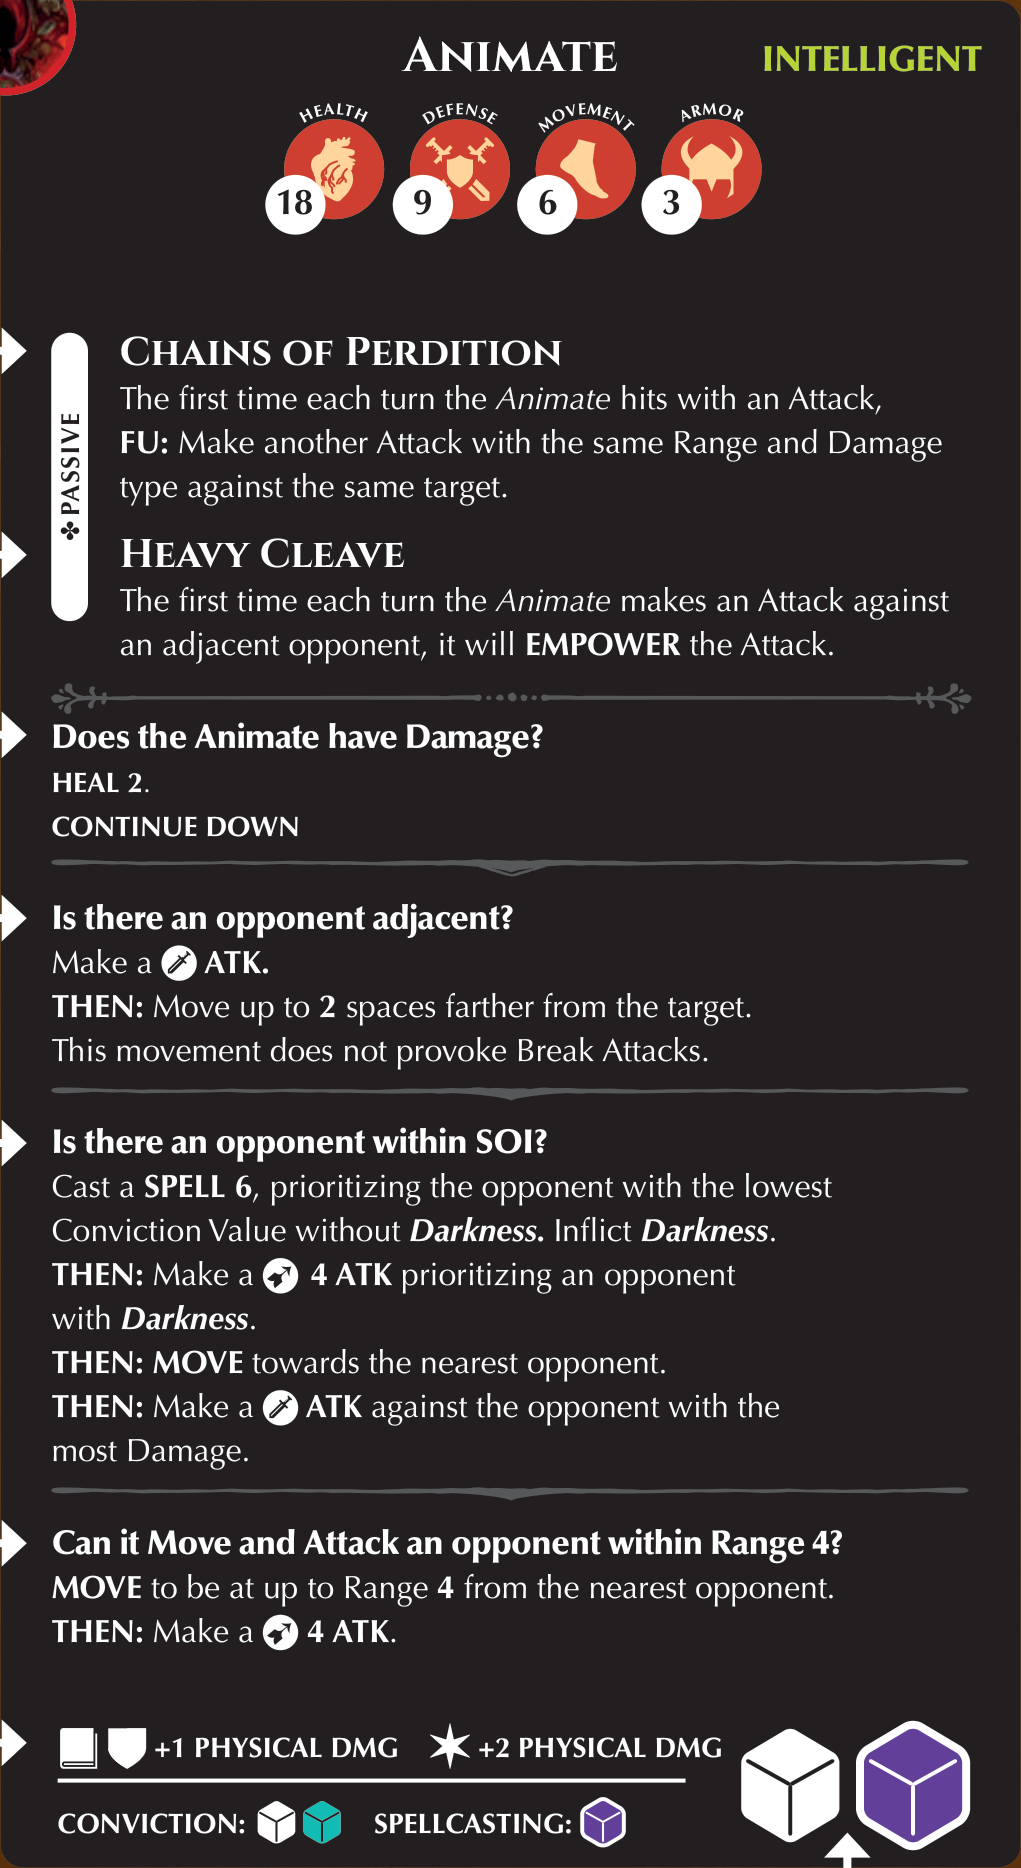 ANIMATE
INTELLIGENT
HEALTH DEFENSE MOVEMENT ARMOR
18 9 6 3
PASSIVE
CHAINS OF PERDITION
The first time each turn the Animate hits with an Attack,
FU: Make another Attack with the same Range and Damage
type against the same target.
HEAVY CLEAVE
The first time each turn the Animate makes an Attack against
an adjacent opponent, it will EMPOWER the Attack.
Does the Animate have Damage?
HEAL 2.
CONTINUE DOWN
Is there an opponent adjacent?
Make a ATK.
THEN: Move up to 2 spaces farther from the target.
This movement does not provoke Break Attacks.
Is there an opponent within SOI?
Cast a SPELL 6, prioritizing the opponent with the lowest
Conviction Value without Darkness. Inflict Darkness.
THEN: Make a 4 ATK prioritizing an opponent
with Darkness.
THEN: MOVE towards the nearest opponent.
THEN: Make a ATK against the opponent with the
most Damage.
Can it Move and Attack an opponent within Range 4?
MOVE to be at up to Range 4 from the nearest opponent.
THEN: Make a 4 ATK.
+1 PHYSICAL DMG +2 PHYSICAL DMG
CONVICTION: SPELLCASTING: